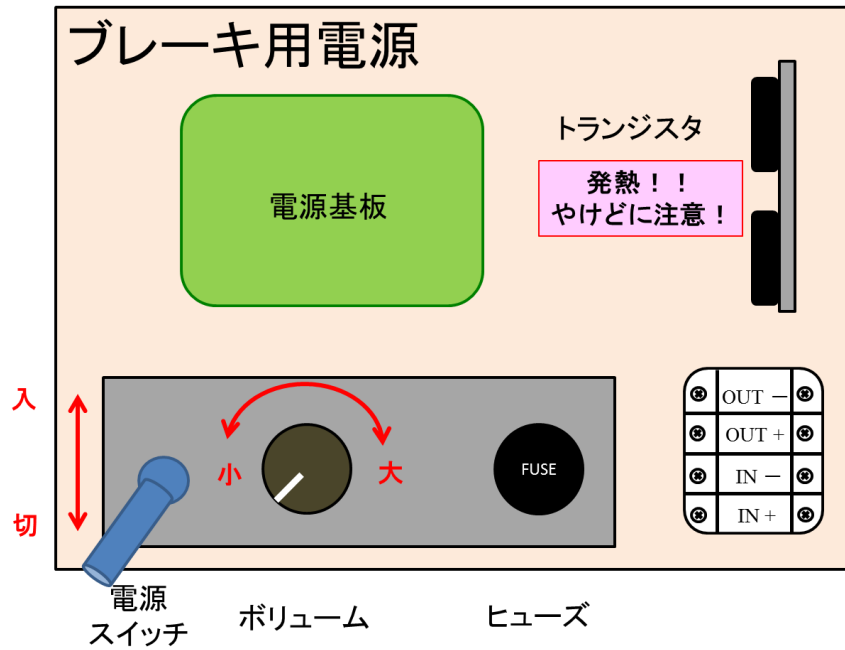 ブレーキ用電源
電源基板
トランジスタ
発熱！！
やけどに注意！
入
切
小
大
FUSE
OUT －
OUT +
IN －
IN +
電源
スイッチ
ボリューム
ヒューズ